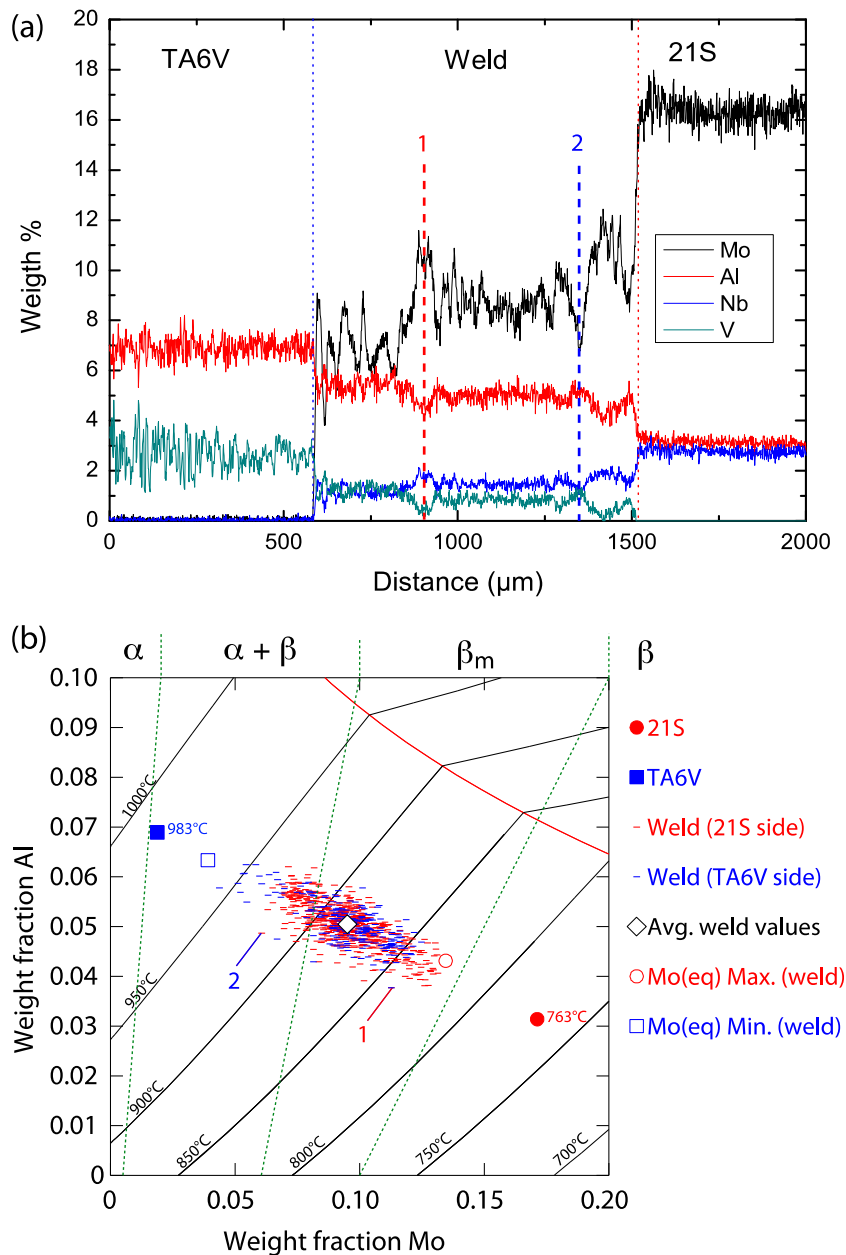 (a)
TA6V Weld 21S
20
18
16
14
12
10
8
6
4
2
0
Weigth %
1
2
Mo
Al
Nb
V
0 500 1000 1500 2000
Distance (µm)
(b)
α α + β βm β
0.10
0.09
0.08
0.07
0.06
0.05
0.04
0.03
0.02
0.01
0
Weight fraction Al
1000°C
983°C
950°C
2
1
763°C
900°C
850°C
800°C
750°C
700°C
21S
TA6V
Weld (21S side)
Weld (TA6V side)
Avg. weld values
Mo(eq) Max. (weld)
Mo(eq) Min. (weld)
0 0.05 0.10 0.15 0.20
Weight fraction Mo